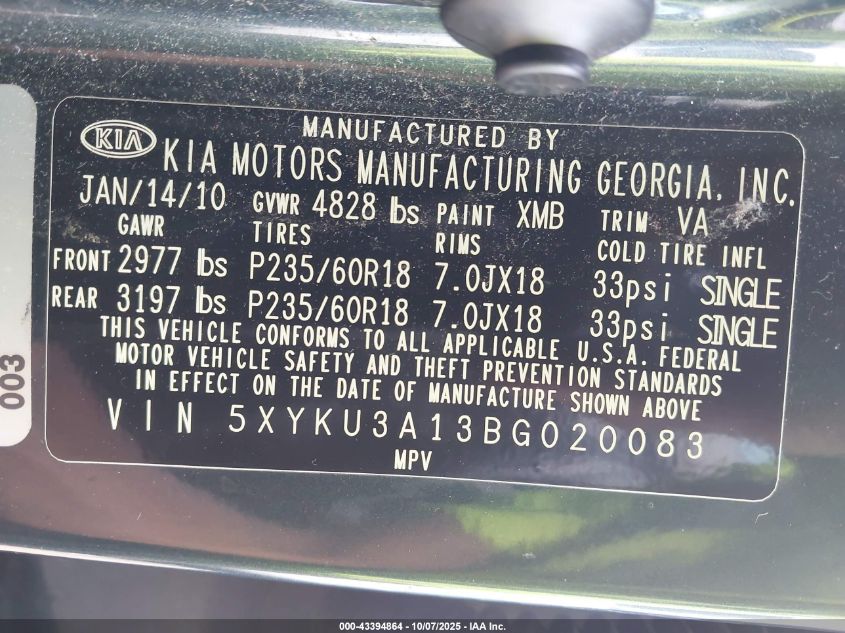 MANUFACTURED BY
KIA KIA MOTORS MANUFACTURING GEORGIA, INC.
JAN/14/10 GVWR 4828 lbs PAINT XMB TRIM VA
GAWR TIRES RIMS COLD TIRE INFL
FRONT 2977 lbs P235/60R18 7.0JX18 33psi SINGLE
REAR 3197 lbs P235/60R18 7.0JX18 33psi SINGLE
THIS VEHICLE CONFORMS TO ALL APPLICABLE U.S.A. FEDERAL
MOTOR VEHICLE SAFETY AND THEFT PREVENTION STANDARDS
IN EFFECT ON THE DATE OF MANUFACTURE SHOWN ABOVE
VIN 5XYKU3A13BG020083
MPV
003
000-43394864 - 10/07/2025 - IAA Inc.